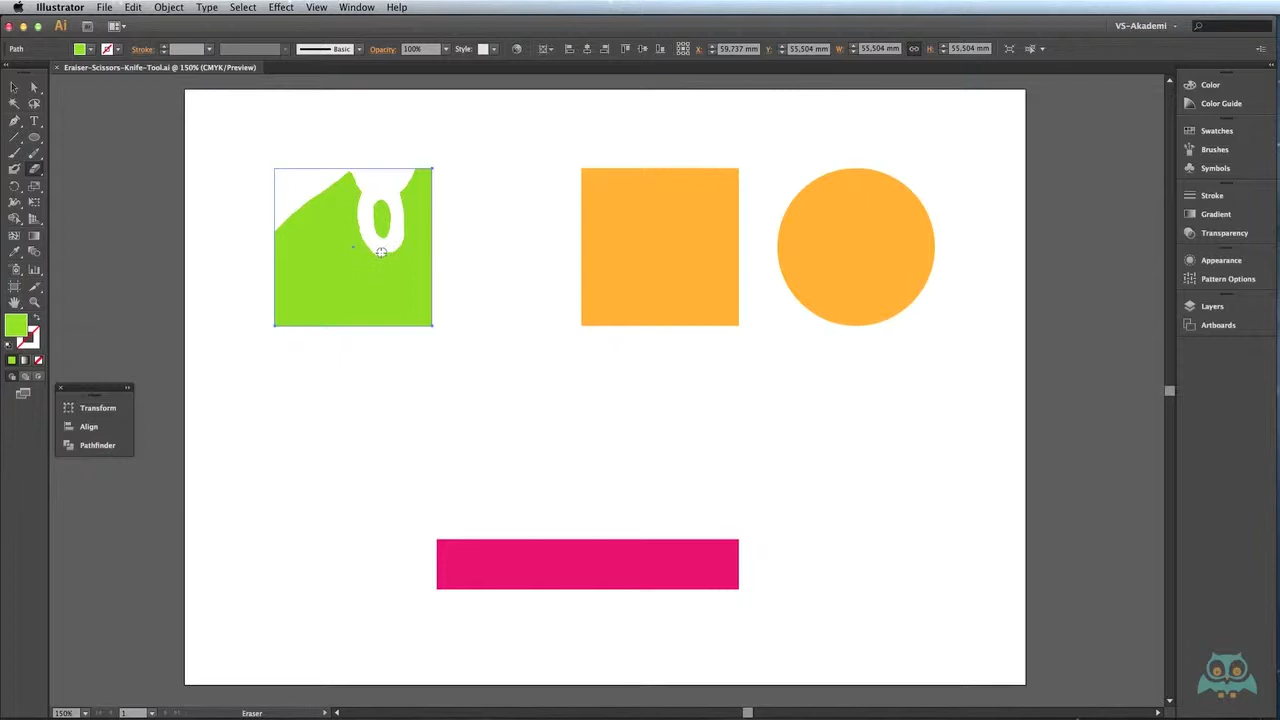 Illustrator File Edit Object Type Select Effect View Window Help
Ai VS-Akademi
Path Stroke: Basic Opacity: 100% Style: X: 59,737 mm Y: 55,504 mm W: 55,504 mm H: 55,504 mm
Eraiser-Scissors-Knife-Tool.ai @ 150% (CMYK/Preview)
Color
Color Guide
Swatches
Brushes
Symbols
Stroke
Gradient
Transparency
Appearance
Pattern Options
Layers
Artboards
Transform
Align
Pathfinder
150% 1 Eraser